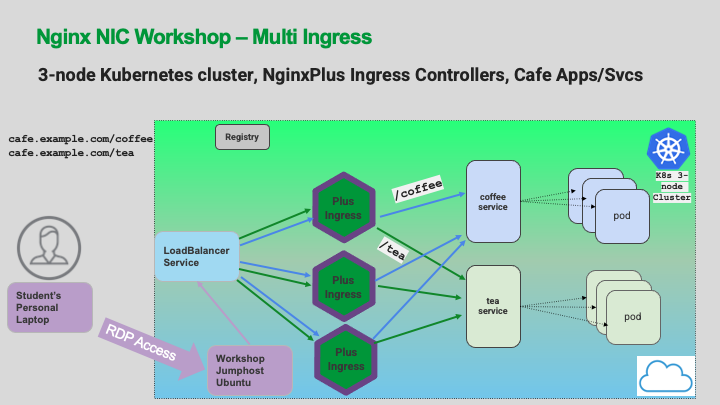 Nginx NIC Workshop – Multi Ingress
3-node Kubernetes cluster, NginxPlus Ingress Controllers, Cafe Apps/Svcs
cafe.example.com/coffee
cafe.example.com/tea
Registry
K8s 3-
node
Cluster
/coffee
/tea
Plus
Ingress
Plus
Ingress
Plus
Ingress
coffee
service
pod
LoadBalancer
Service
tea
service
pod
Student's
Personal
Laptop
RDP Access
Workshop
Jumphost
Ubuntu